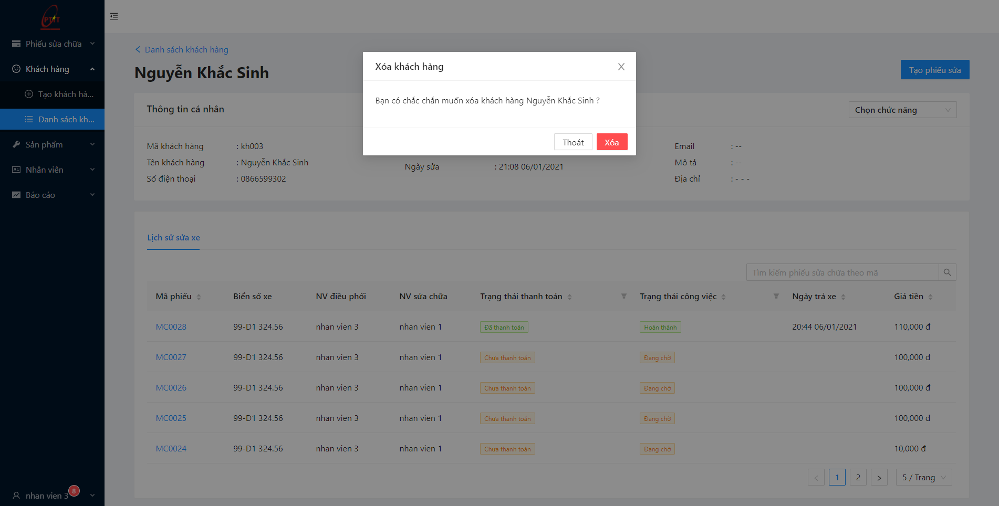 PTIT
Phiếu sửa chữa
Khách hàng
Tạo khách hà...
Danh sách kh...
Sản phẩm
Nhân viên
Báo cáo
nhan vien 3
8
Danh sách khách hàng
Nguyễn Khắc Sinh
Tạo phiếu sửa
Xóa khách hàng
Bạn có chắc chắn muốn xóa khách hàng Nguyễn Khắc Sinh ?
Thoát Xóa
Thông tin cá nhân
Chọn chức năng
Mã khách hàng : kh003
Tên khách hàng : Nguyễn Khắc Sinh
Số điện thoại : 0866599302
Ngày sửa : 21:08 06/01/2021
Email : --
Mô tả : --
Địa chỉ : - - -
Lịch sử sửa xe
Tìm kiếm phiếu sửa chữa theo mã
Mã phiếu Biển số xe NV điều phối NV sửa chữa Trạng thái thanh toán Trạng thái công việc Ngày trả xe Giá tiền
MC0028 99-D1 324.56 nhan vien 3 nhan vien 1 Đã thanh toán Hoàn thành 20:44 06/01/2021 110,000 đ
MC0027 99-D1 324.56 nhan vien 3 nhan vien 1 Chưa thanh toán Đang chờ 100,000 đ
MC0026 99-D1 324.56 nhan vien 3 nhan vien 1 Chưa thanh toán Đang chờ 100,000 đ
MC0025 99-D1 324.56 nhan vien 3 nhan vien 1 Chưa thanh toán Đang chờ 100,000 đ
MC0024 99-D1 324.56 nhan vien 3 nhan vien 1 Chưa thanh toán Đang chờ 10,000 đ
< 1 2 > 5 / Trang